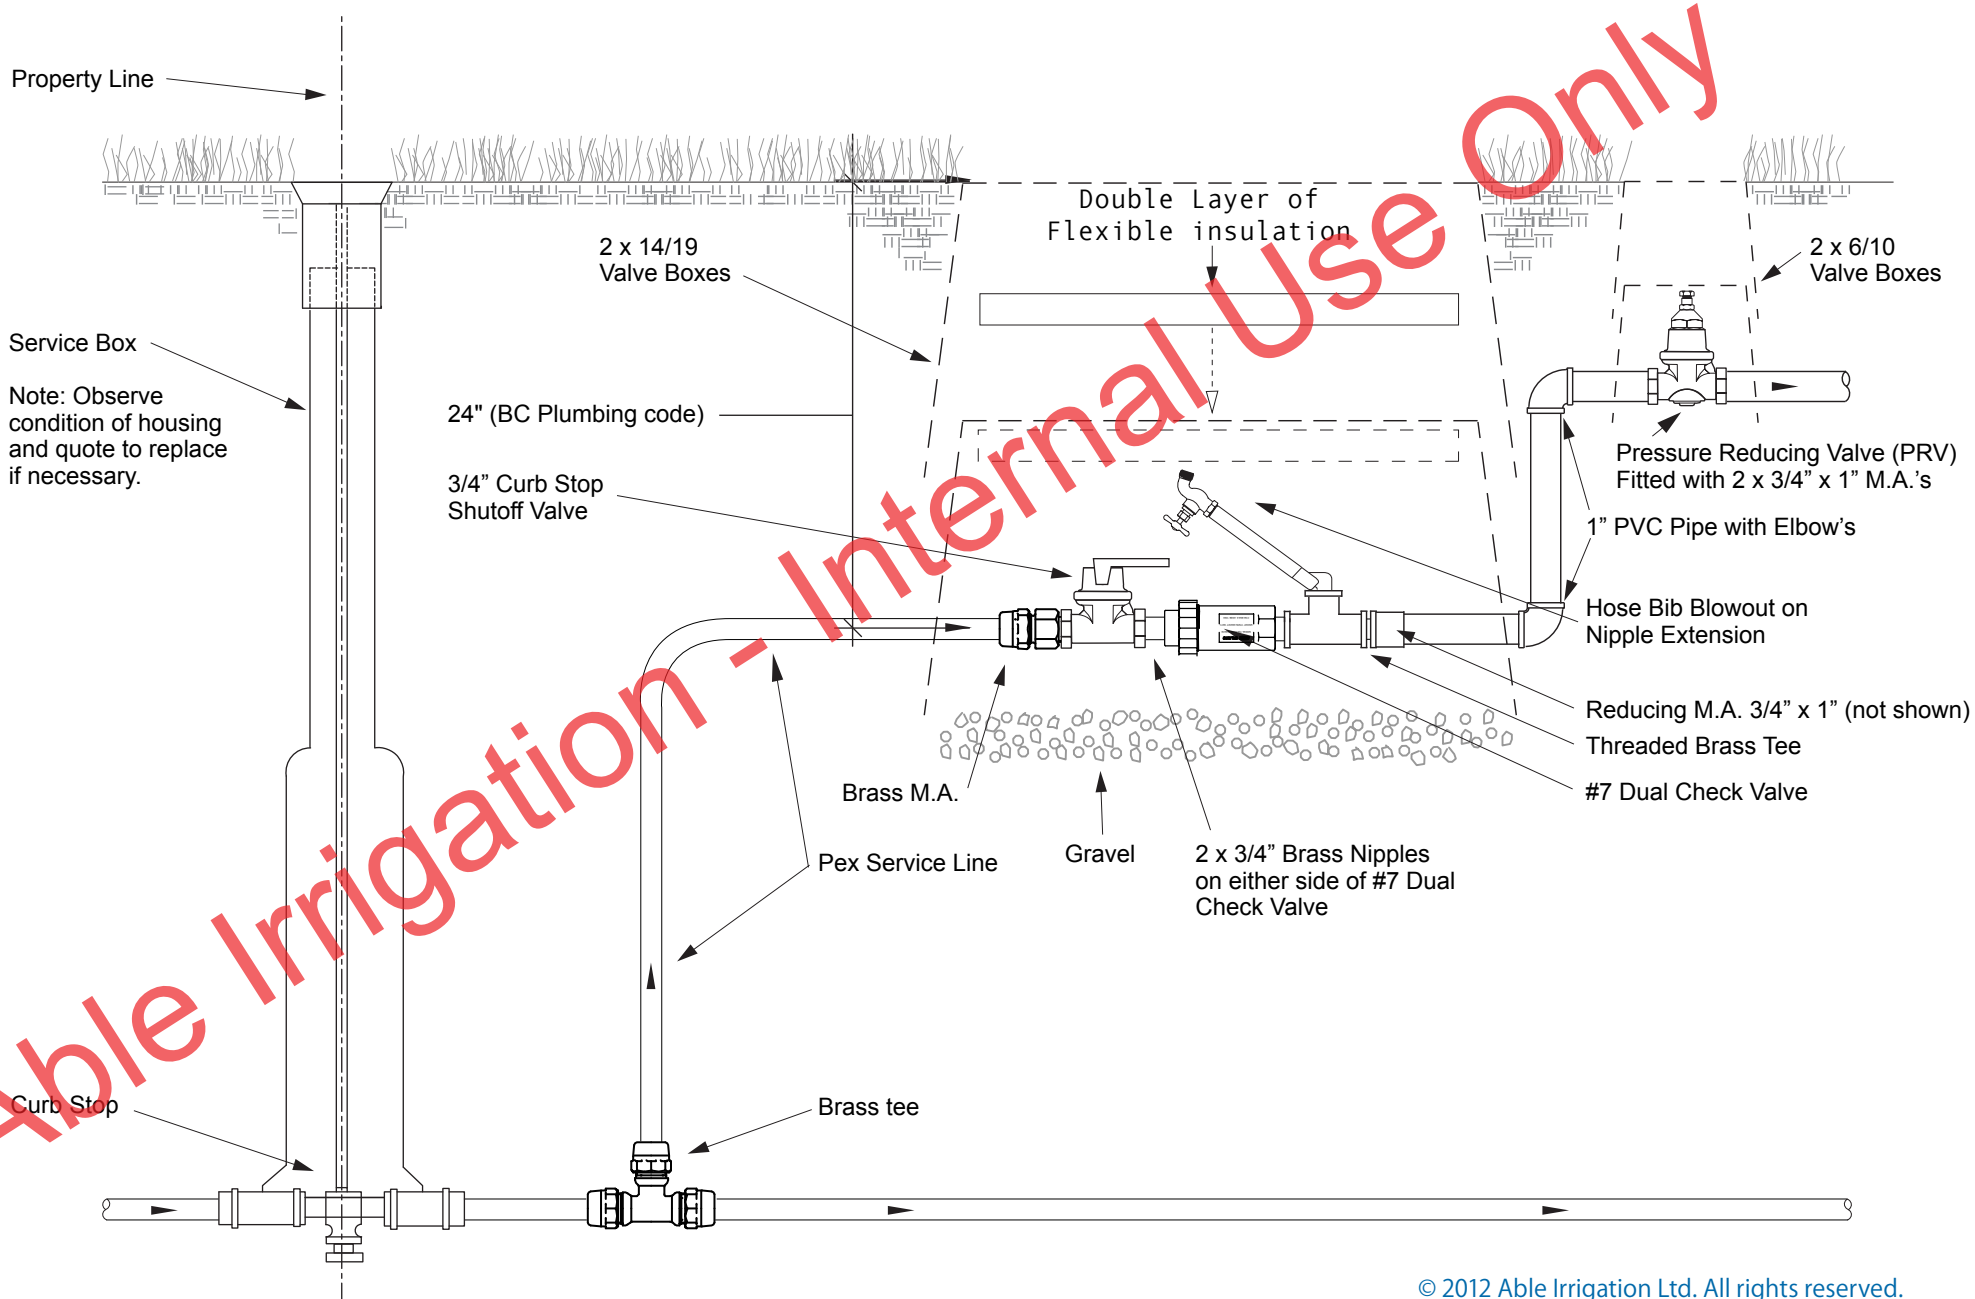 Property Line
Double Layer of
Flexible insulation
2 x 14/19
Valve Boxes
2 x 6/10
Valve Boxes
Service Box
Note: Observe
condition of housing
and quote to replace
if necessary.
24" (BC Plumbing code)
3/4” Curb Stop
Shutoff Valve
Pressure Reducing Valve (PRV)
Fitted with 2 x 3/4” x 1” M.A.’s
1” PVC Pipe with Elbow’s
Hose Bib Blowout on
Nipple Extension
Reducing M.A. 3/4” x 1” (not shown)
Threaded Brass Tee
#7 Dual Check Valve
Brass M.A.
Pex Service Line
Gravel
2 x 3/4” Brass Nipples
on either side of #7 Dual
Check Valve
Curb Stop
Brass tee
Able Irrigation - Internal Use Only
© 2012 Able Irrigation Ltd. All rights reserved.